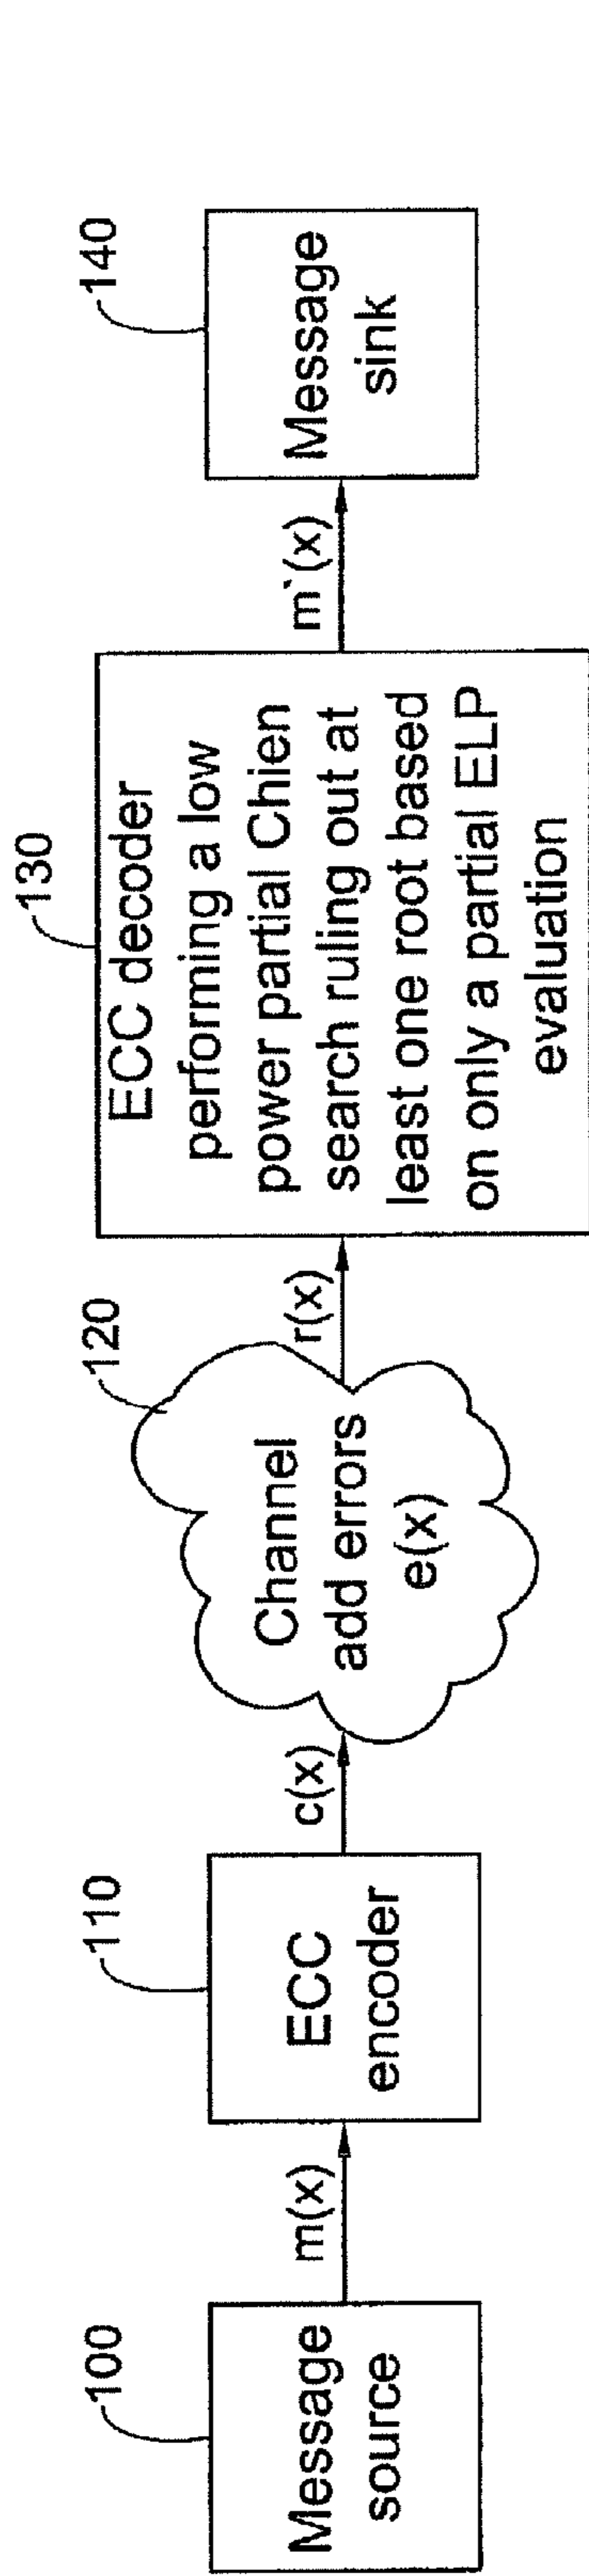 100
Message
source
m(x)
110
ECC
encoder
c(x)
120
Channel
add errors
e(x)
r(x)
130
ECC decoder
performing a low
power partial Chien
search ruling out at
least one root based
on only a partial ELP
evaluation
m`(x)
140
Message
sink